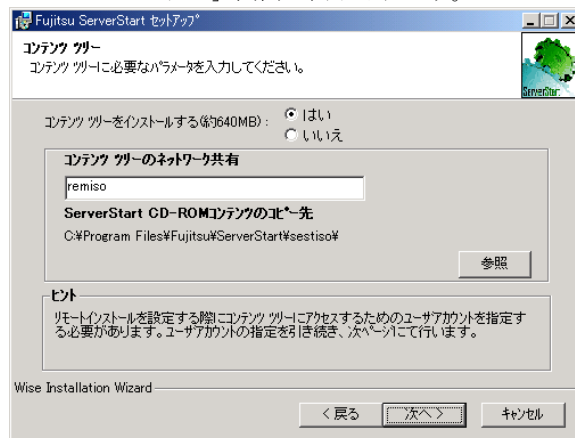 Fujitsu ServerStart セットアップ
コンテンツ ツリー
コンテンツ ツリーに必要なパラメータを入力してください。
ServerStart
コンテンツ ツリーをインストールする(約640MB)：
はい
いいえ
コンテンツ ツリーのネットワーク共有
remiso
ServerStart CD-ROMコンテンツのコピー先
C:¥Program Files¥Fujitsu¥ServerStart¥sestiso¥
参照
ヒント
リモートインストールを設定する際にコンテンツ ツリーにアクセスするためのユーザアカウントを指定す
る必要があります。ユーザアカウントの指定を引き続き、次ページにて行います。
Wise Installation Wizard
< 戻る
次へ >
キャンセル